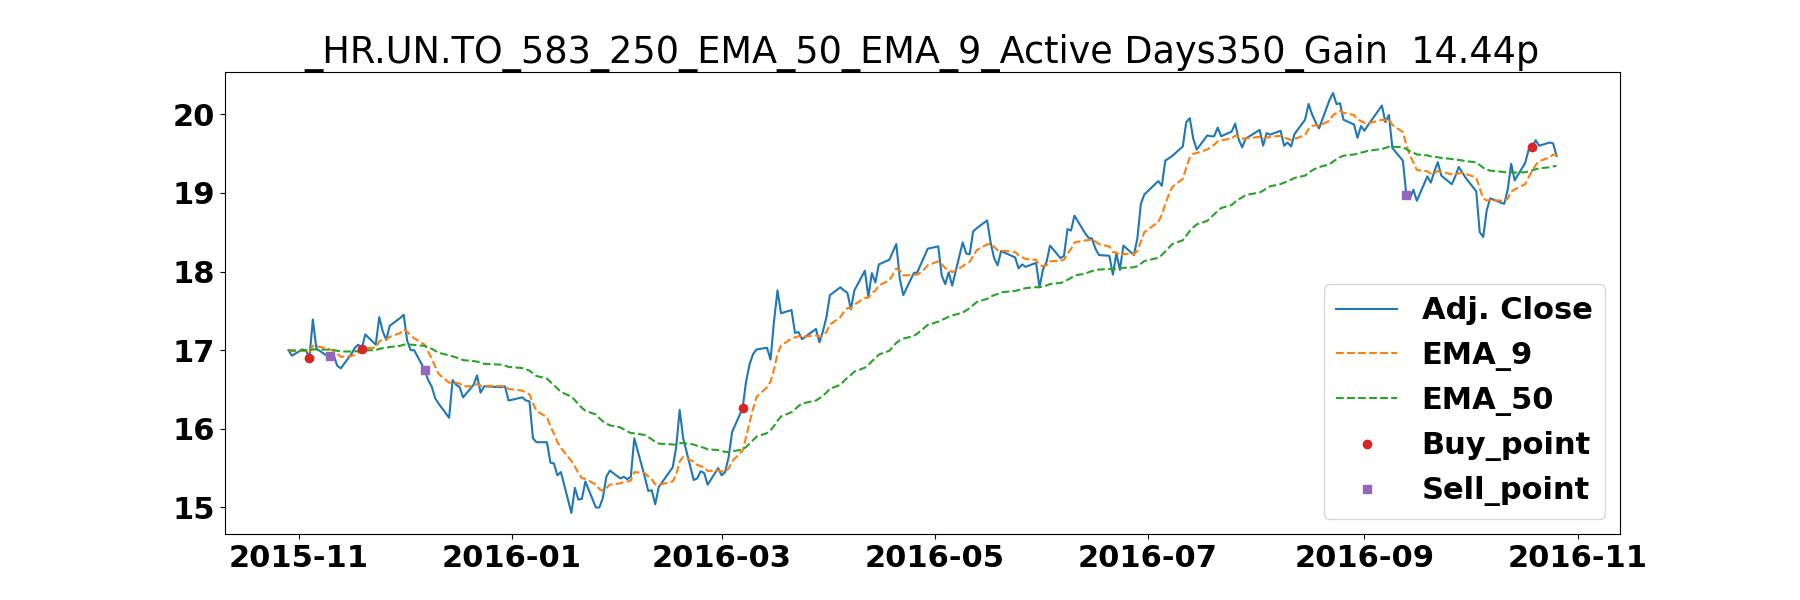 _HR.UN.TO_583_250_EMA_50_EMA_9_Active Days350_Gain  14.44p
20
19
18
17
16
15
Adj. Close
EMA_9
EMA_50
Buy_point
Sell_point
2015-11 2016-01 2016-03 2016-05 2016-07 2016-09 2016-11